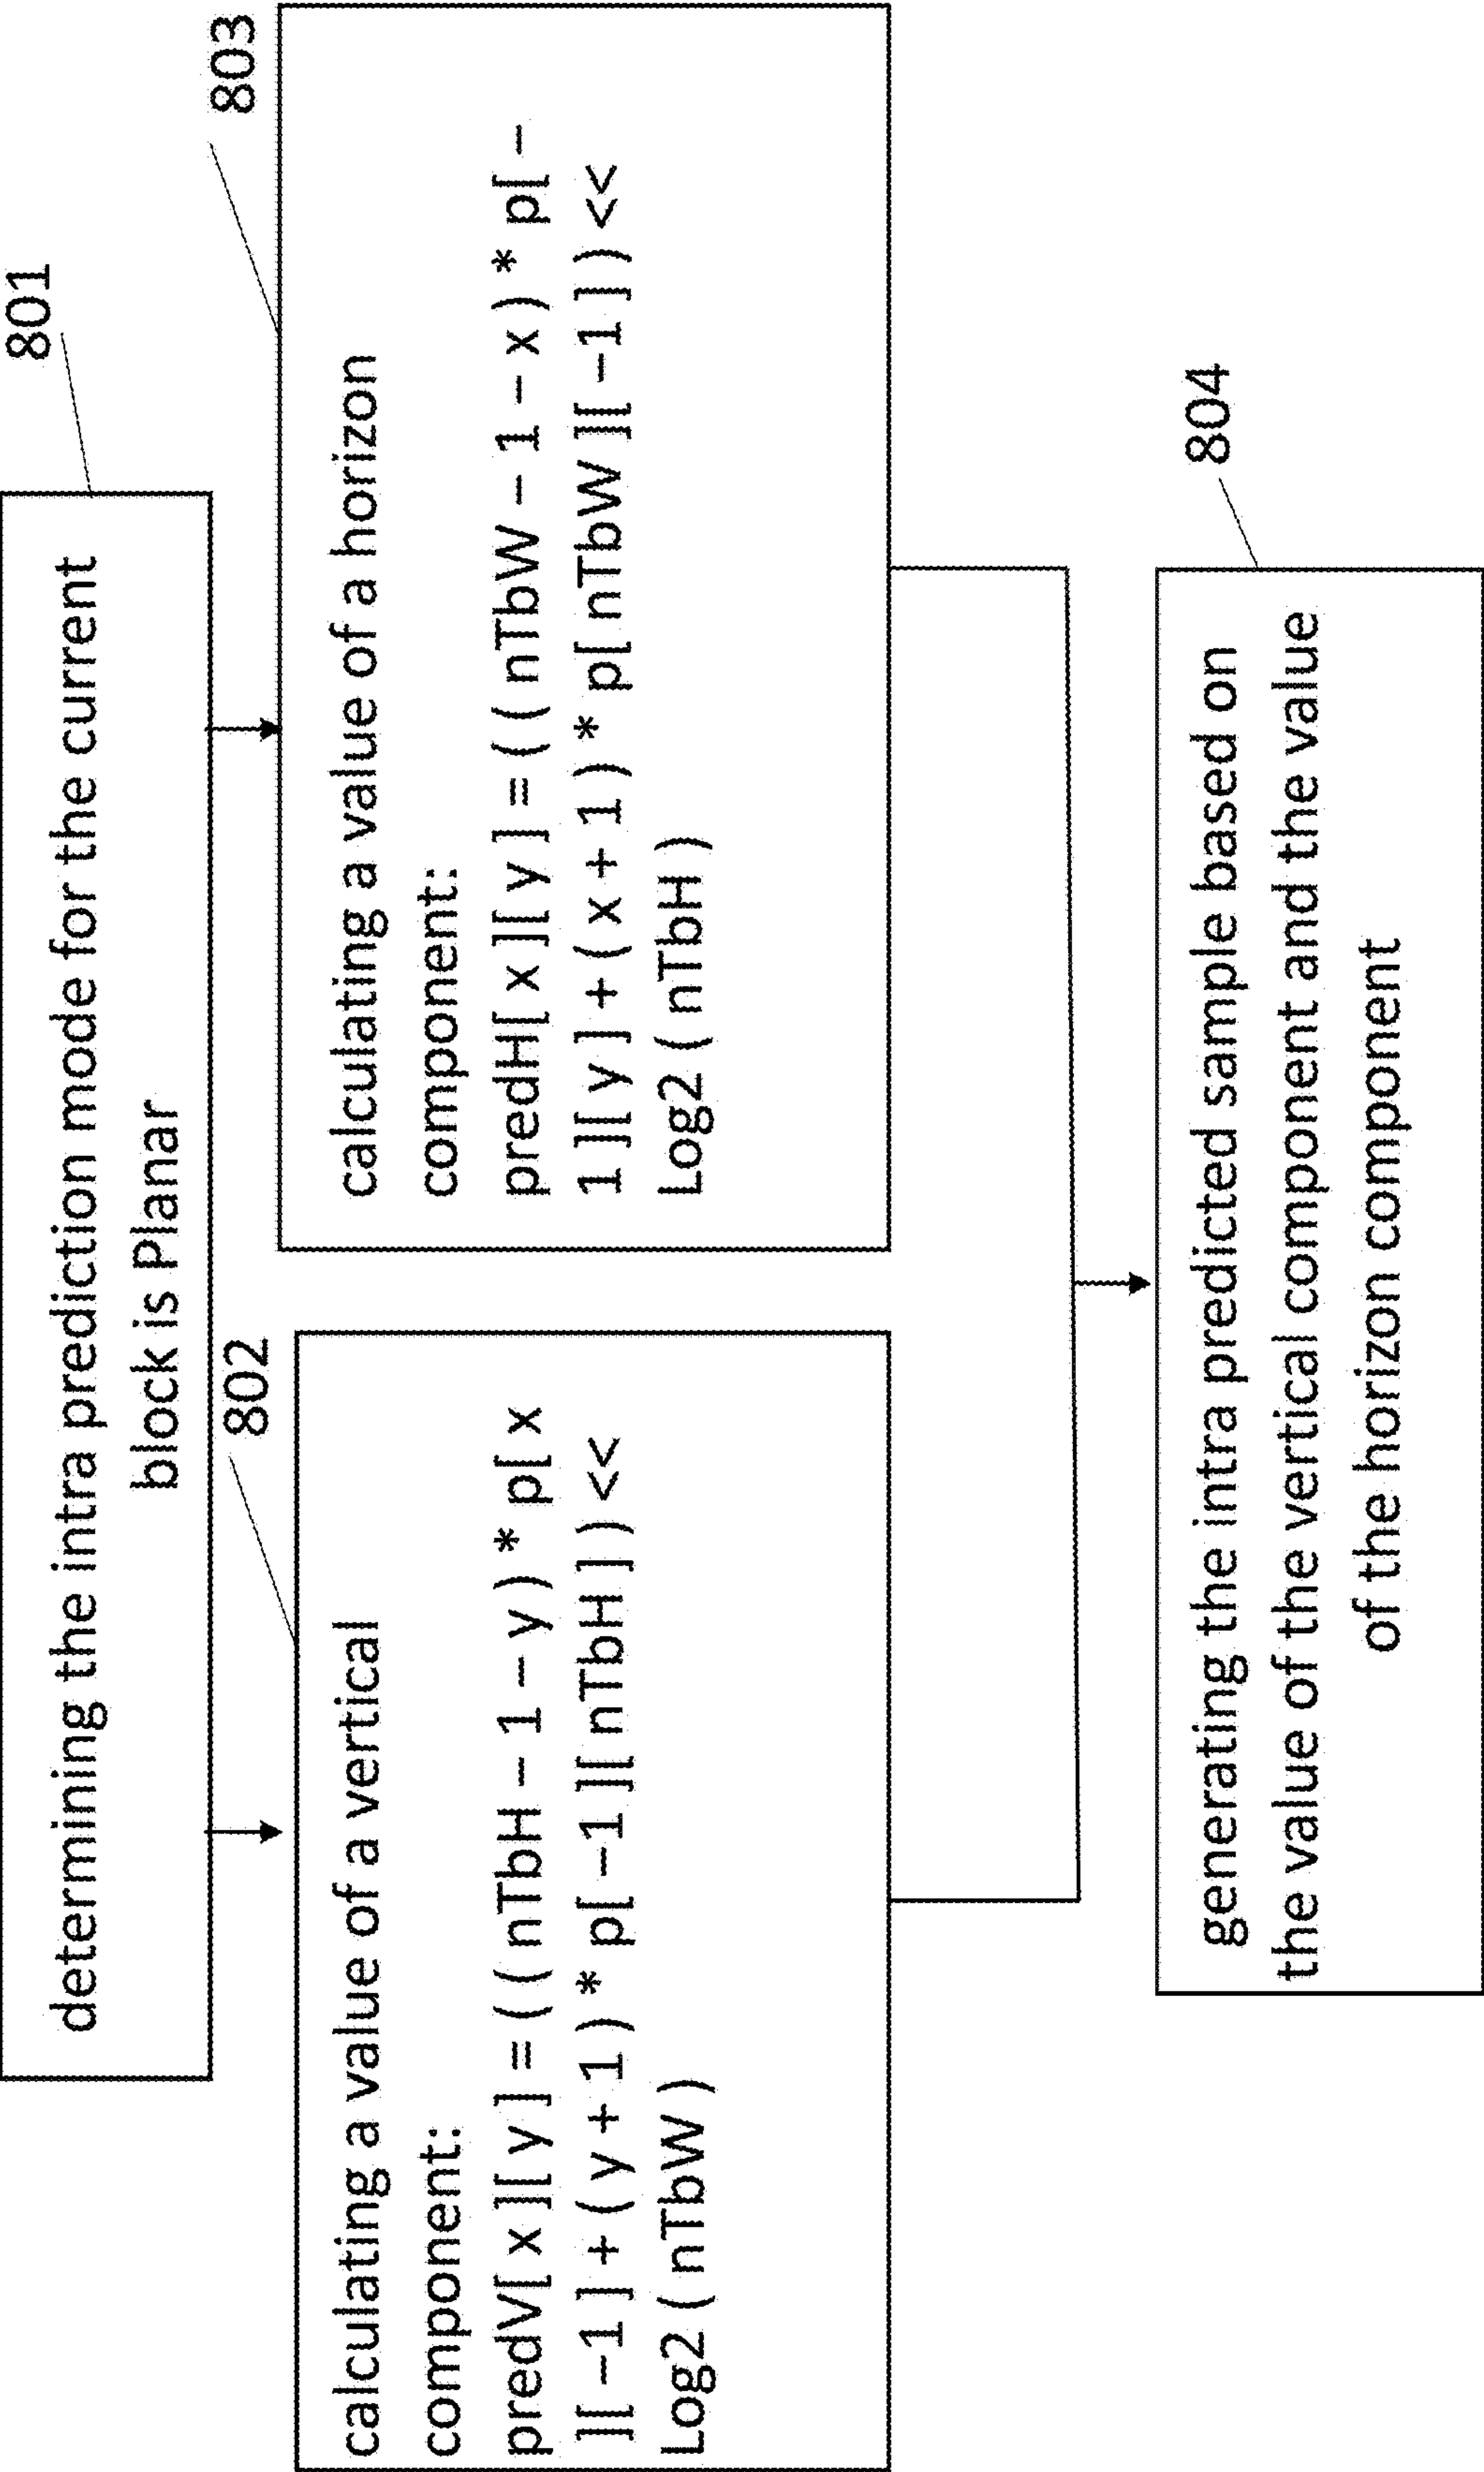 801
determining the intra prediction mode for the current
block is Planar
802
calculating a value of a vertical
component:
predV[ x ][ y ] = ( ( nTbH − 1 − y ) * p[ x
][ −1 ] + ( y + 1 ) * p[ −1 ][ nTbH ] ) <<
Log2 ( nTbW )
803
calculating a value of a horizon
component:
predH[ x ][ y ] = ( ( nTbW − 1 − x ) * p[ −
1 ][ y ] + ( x + 1 ) * p[ nTbW ][ −1 ] ) <<
Log2 ( nTbH )
804
generating the intra predicted sample based on
the value of the vertical component and the value
of the horizon component